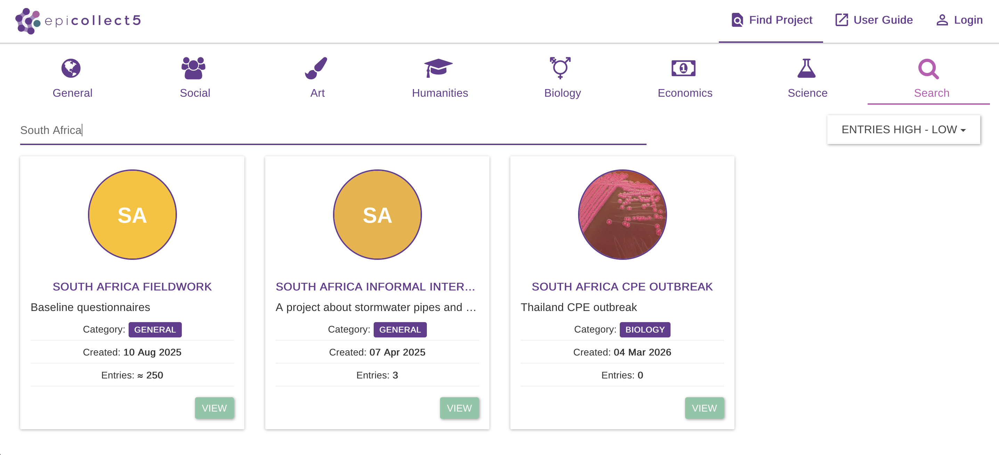 epicollect5
Find Project
User Guide
Login
General
Social
Art
Humanities
Biology
Economics
Science
Search
South Africa
ENTRIES HIGH - LOW
SA
SOUTH AFRICA FIELDWORK
Baseline questionnaires
Category: GENERAL
Created: 10 Aug 2025
Entries: ≈ 250
VIEW
SA
SOUTH AFRICA INFORMAL INTER...
A project about stormwater pipes and ...
Category: GENERAL
Created: 07 Apr 2025
Entries: 3
VIEW
SOUTH AFRICA CPE OUTBREAK
Thailand CPE outbreak
Category: BIOLOGY
Created: 04 Mar 2026
Entries: 0
VIEW